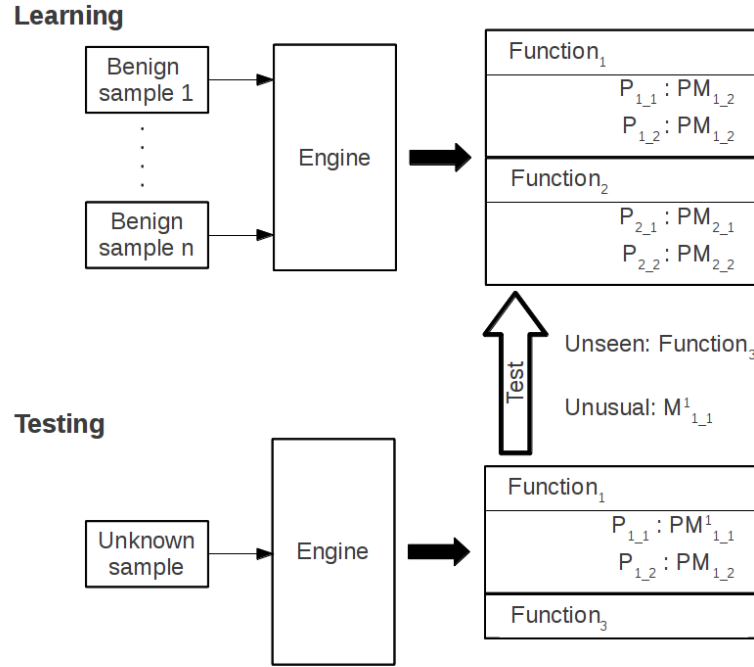 Learning
Benign
sample 1
Benign
sample n
Engine
Function₁
P₁_₁ : PM₁_₂
P₁_₂ : PM₁_₂
Function₂
P₂_₁ : PM₂_₁
P₂_₂ : PM₂_₂
Test
Unseen: Function₃
Unusual: M¹₁_₁
Testing
Unknown
sample
Engine
Function₁
P₁_₁ : PM¹₁_₁
P₁_₂ : PM₁_₂
Function₃